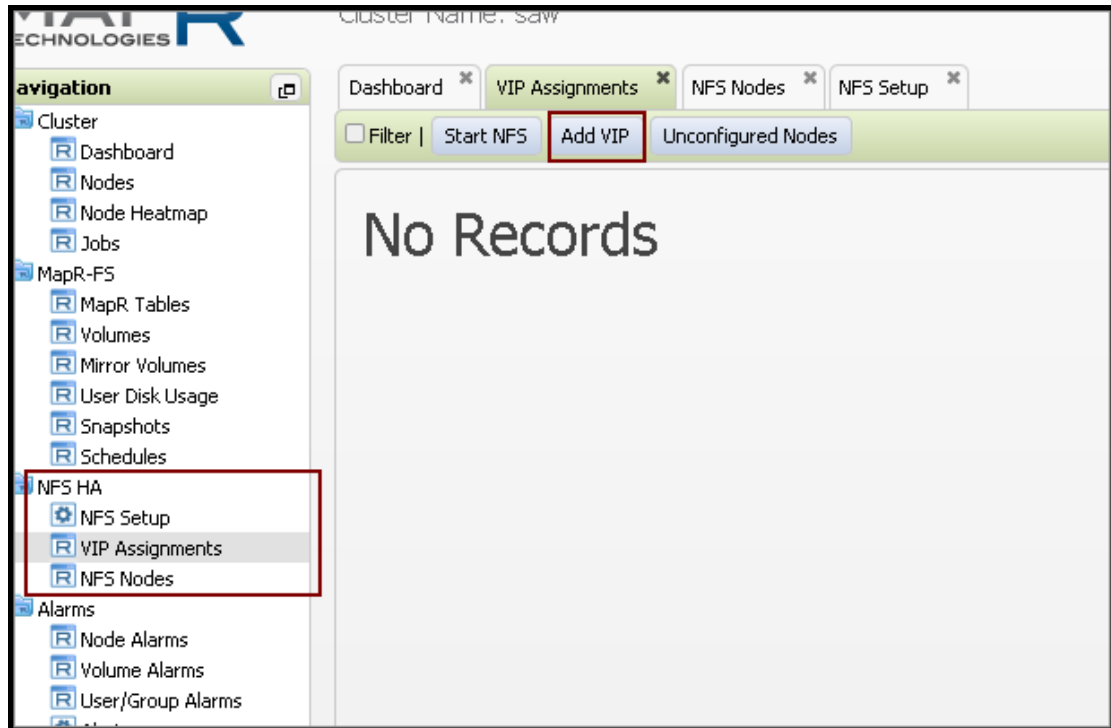 MAPR
TECHNOLOGIES
Cluster Name: saw
avigation
Dashboard
VIP Assignments
NFS Nodes
NFS Setup
Filter | Start NFS Add VIP Unconfigured Nodes
No Records
Cluster
Dashboard
Nodes
Node Heatmap
Jobs
MapR-FS
MapR Tables
Volumes
Mirror Volumes
User Disk Usage
Snapshots
Schedules
NFS HA
NFS Setup
VIP Assignments
NFS Nodes
Alarms
Node Alarms
Volume Alarms
User/Group Alarms